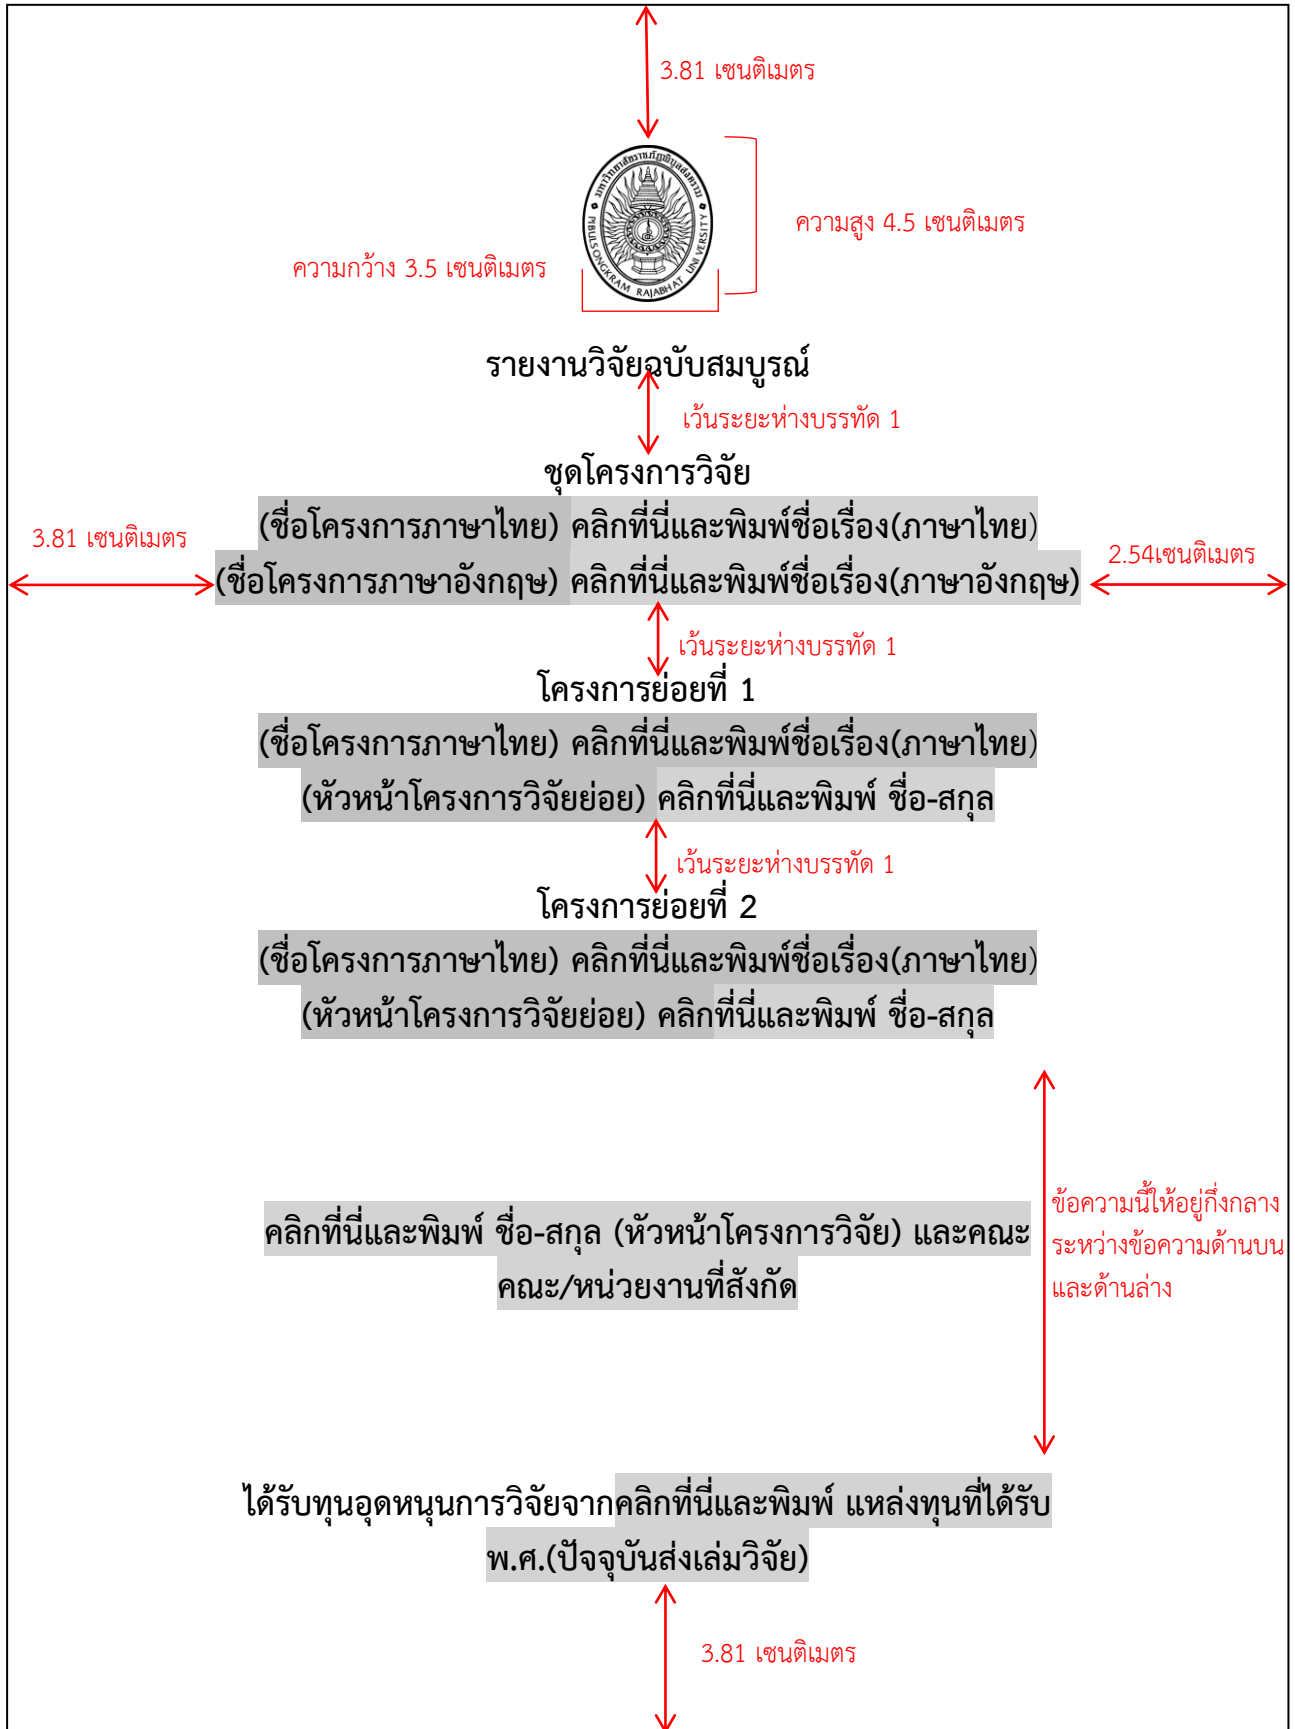 3.81 เซนติเมตร
มหาวิทยาลัยราชภัฏพิบูลสงคราม
PIBULSONGKRAM RAJABHAT UNIVERSITY
ความสูง 4.5 เซนติเมตร
ความกว้าง 3.5 เซนติเมตร
รายงานวิจัยฉบับสมบูรณ์
เว้นระยะห่างบรรทัด 1
ชุดโครงการวิจัย
(ชื่อโครงการภาษาไทย) คลิกที่นี่และพิมพ์ชื่อเรื่อง(ภาษาไทย)
3.81 เซนติเมตร
2.54เซนติเมตร
(ชื่อโครงการภาษาอังกฤษ) คลิกที่นี่และพิมพ์ชื่อเรื่อง(ภาษาอังกฤษ)
เว้นระยะห่างบรรทัด 1
โครงการย่อยที่ 1
(ชื่อโครงการภาษาไทย) คลิกที่นี่และพิมพ์ชื่อเรื่อง(ภาษาไทย)
(หัวหน้าโครงการวิจัยย่อย) คลิกที่นี่และพิมพ์ ชื่อ-สกุล
เว้นระยะห่างบรรทัด 1
โครงการย่อยที่ 2
(ชื่อโครงการภาษาไทย) คลิกที่นี่และพิมพ์ชื่อเรื่อง(ภาษาไทย)
(หัวหน้าโครงการวิจัยย่อย) คลิกที่นี่และพิมพ์ ชื่อ-สกุล
คลิกที่นี่และพิมพ์ ชื่อ-สกุล (หัวหน้าโครงการวิจัย) และคณะ
คณะ/หน่วยงานที่สังกัด
ข้อความนี้ให้อยู่กึ่งกลาง
ระหว่างข้อความด้านบน
และด้านล่าง
ได้รับทุนอุดหนุนการวิจัยจากคลิกที่นี่และพิมพ์ แหล่งทุนที่ได้รับ
พ.ศ.(ปัจจุบันส่งเล่มวิจัย)
3.81 เซนติเมตร